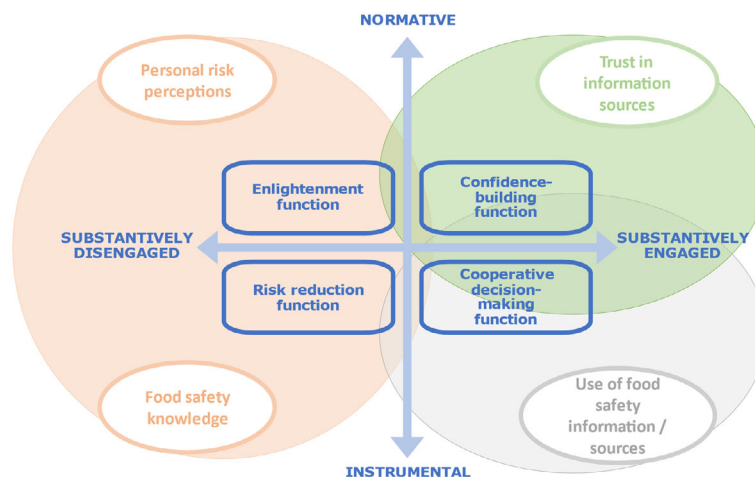 NORMATIVE
Personal risk
perceptions
Trust in
information
sources
Enlightenment
function
Confidence-
building
function
SUBSTANTIVELY
DISENGAGED
SUBSTANTIVELY
ENGAGED
Risk reduction
function
Cooperative
decision-
making
function
Food safety
knowledge
Use of food
safety
information /
sources
INSTRUMENTAL